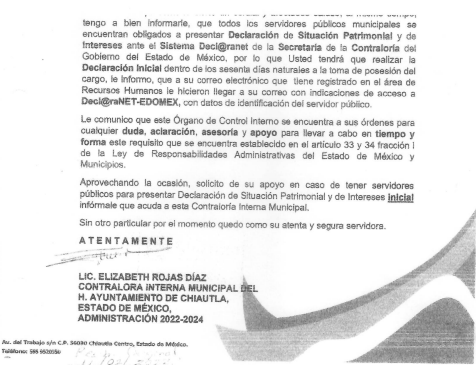 tengo a bien informarle, que todos los servidores públicos municipales se
encuentran obligados a presentar Declaración de Situación Patrimonial y de
Intereses ante el Sistema Decl@ranet de la Secretaría de la Contraloría del
Gobierno del Estado de México, por lo que Usted tendrá que realizar la
Declaración Inicial dentro de los sesenta días naturales a la toma de posesión del
cargo, le informo, que a su correo electrónico que tiene registrado en el área de
Recursos Humanos le hicieron llegar a su correo con indicaciones de acceso a
Decl@raNET-EDOMEX, con datos de identificación del servidor público.
Le comunico que este Órgano de Control Interno se encuentra a sus órdenes para
cualquier duda, aclaración, asesoría y apoyo para llevar a cabo en tiempo y
forma este requisito que se encuentra establecido en el artículo 33 y 34 fracción I
de la Ley de Responsabilidades Administrativas del Estado de México y
Municipios.
Aprovechando la ocasión, solicito de su apoyo en caso de tener servidores
públicos para presentar Declaración de Situación Patrimonial y de Intereses inicial
infórmale que acuda a esta Contraloría Interna Municipal.
Sin otro particular por el momento quedo como su atenta y segura servidora.
ATENTAMENTE
LIC. ELIZABETH ROJAS DÍAZ
CONTRALORA INTERNA MUNICIPAL DEL
H. AYUNTAMIENTO DE CHIAUTLA,
ESTADO DE MÉXICO,
ADMINISTRACIÓN 2022-2024
Av. del Trabajo s/n C.P. 56030 Chiautla Centro, Estado de México.
Teléfono: 595 9520350